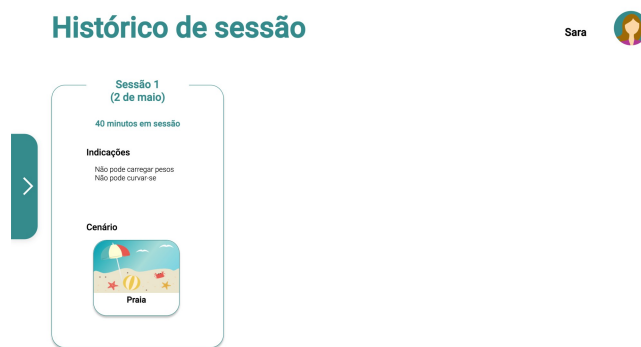 Histórico de sessão
Sara
Sessão 1
(2 de maio)
40 minutos em sessão
Indicações
Não pode carregar pesos
Não pode curvar-se
Cenário
Praia